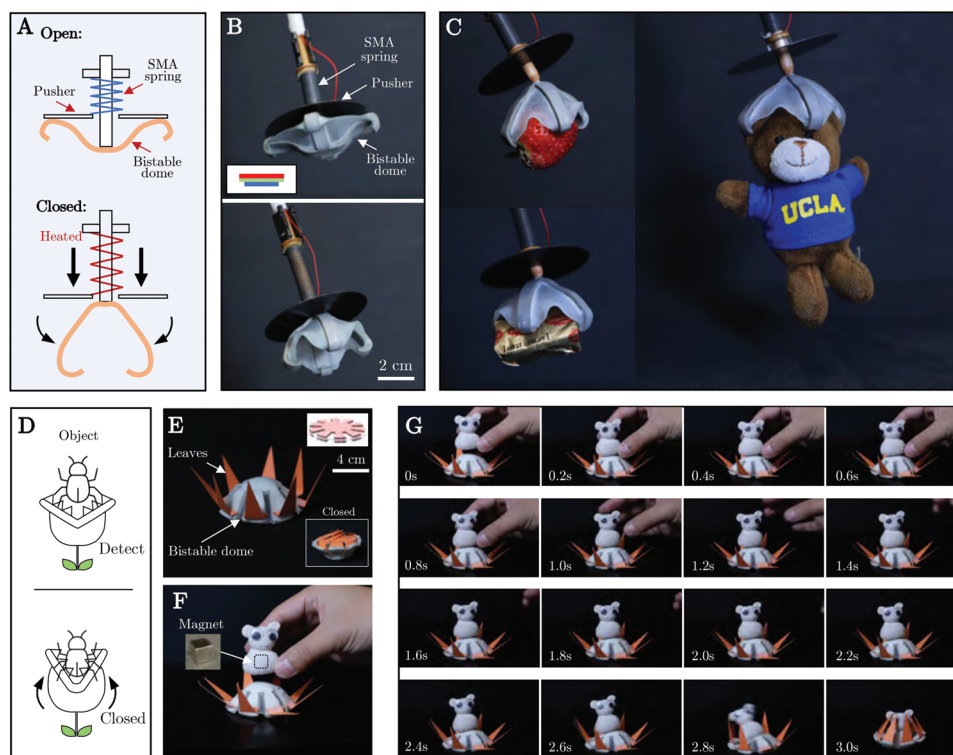 A
Open:
SMA
spring
Pusher
Bistable
dome
Closed:
Heated
B
SMA
spring
Pusher
Bistable
dome
2 cm
C
UCLA
D
Object
Detect
Closed
E
Leaves
4 cm
Closed
Bistable dome
F
Magnet
G
0s
0.2s
0.4s
0.6s
0.8s
1.0s
1.2s
1.4s
1.6s
1.8s
2.0s
2.2s
2.4s
2.6s
2.8s
3.0s